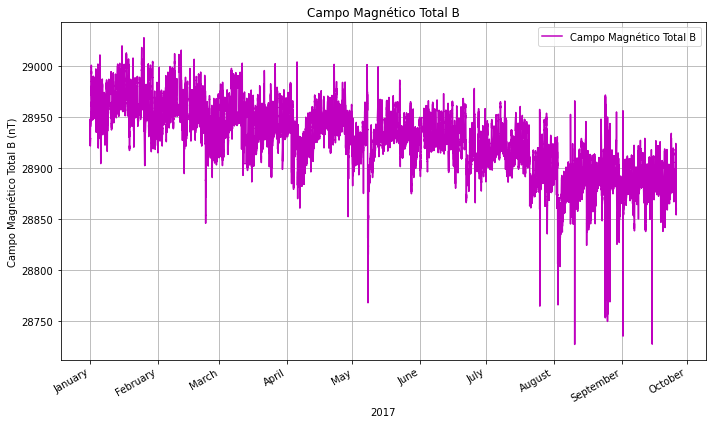 Campo Magnético Total B
Campo Magnético Total B
Campo Magnético Total B (nT)
29000
28950
28900
28850
28800
28750
January
February
March
April
May
June
July
August
September
October
2017